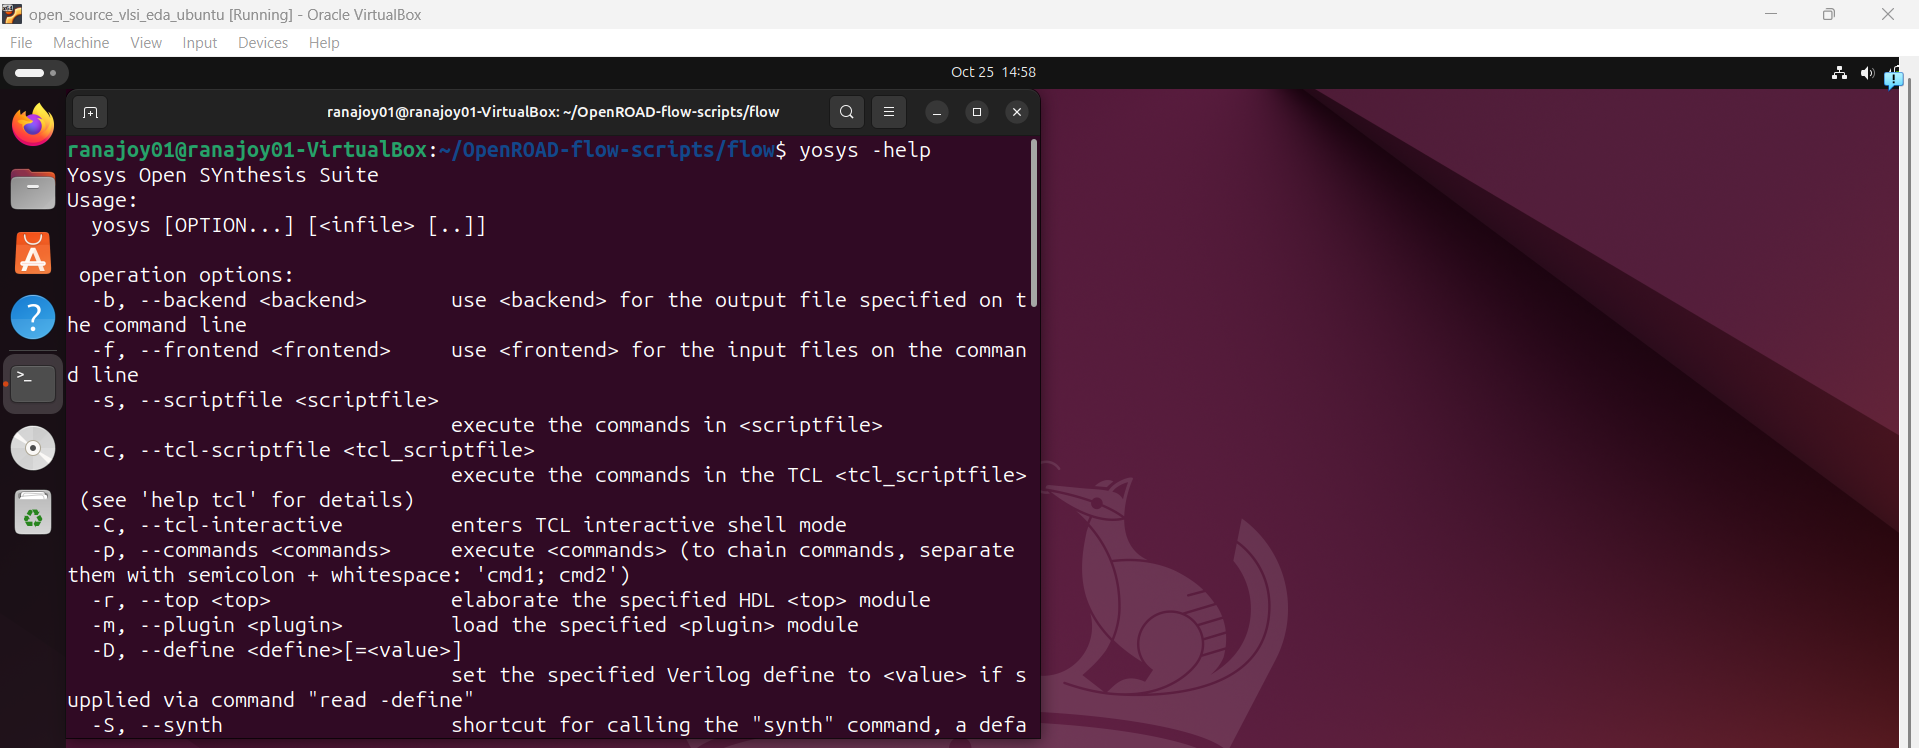 open_source_vlsi_eda_ubuntu [Running] - Oracle VirtualBox
File Machine View Input Devices Help
Oct 25 14:58
ranajoy01@ranajoy01-VirtualBox: ~/OpenROAD-flow-scripts/flow
ranajoy01@ranajoy01-VirtualBox:~/OpenROAD-flow-scripts/flow$ yosys -help
Yosys Open SYnthesis Suite
Usage:
  yosys [OPTION...] [<infile> [..]]
 operation options:
  -b, --backend <backend>       use <backend> for the output file specified on t
he command line
  -f, --frontend <frontend>     use <frontend> for the input files on the comman
d line
  -s, --scriptfile <scriptfile>
                                execute the commands in <scriptfile>
  -c, --tcl-scriptfile <tcl_scriptfile>
                                execute the commands in the TCL <tcl_scriptfile>
 (see 'help tcl' for details)
  -C, --tcl-interactive         enters TCL interactive shell mode
  -p, --commands <commands>     execute <commands> (to chain commands, separate
them with semicolon + whitespace: 'cmd1; cmd2')
  -r, --top <top>               elaborate the specified HDL <top> module
  -m, --plugin <plugin>         load the specified <plugin> module
  -D, --define <define>[=<value>]
                                set the specified Verilog define to <value> if s
upplied via command "read -define"
  -S, --synth                   shortcut for calling the "synth" command, a defa